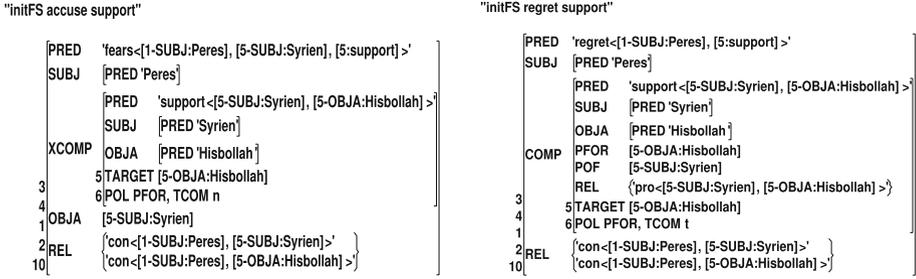 "initFS accuse support"
PRED 'fears<[1-SUBJ:Peres], [5-SUBJ:Syrien], [5:support] >'
SUBJ [PRED 'Peres']
PRED 'support<[5-SUBJ:Syrien], [5-OBJA:Hisbollah] >'
SUBJ [PRED 'Syrien']
XCOMP
OBJA [PRED 'Hisbollah']
5 TARGET [5-OBJA:Hisbollah]
3
6 POL PFOR, TCOM n
4
1 OBJA [5-SUBJ:Syrien]
2 REL {'con<[1-SUBJ:Peres], [5-SUBJ:Syrien]>'
10 'con<[1-SUBJ:Peres], [5-OBJA:Hisbollah] >'}
"initFS regret support"
PRED 'regret<[1-SUBJ:Peres], [5:support] >'
SUBJ [PRED 'Peres']
PRED 'support<[5-SUBJ:Syrien], [5-OBJA:Hisbollah] >'
SUBJ [PRED 'Syrien']
OBJA [PRED 'Hisbollah']
COMP PFOR [5-OBJA:Hisbollah]
POF [5-SUBJ:Syrien]
REL {'pro<[5-SUBJ:Syrien], [5-OBJA:Hisbollah] >'}
3
5 TARGET [5-OBJA:Hisbollah]
4
6 POL PFOR, TCOM t
1
2 REL {'con<[1-SUBJ:Peres], [5-SUBJ:Syrien]>'
10 'con<[1-SUBJ:Peres], [5-OBJA:Hisbollah] >'}